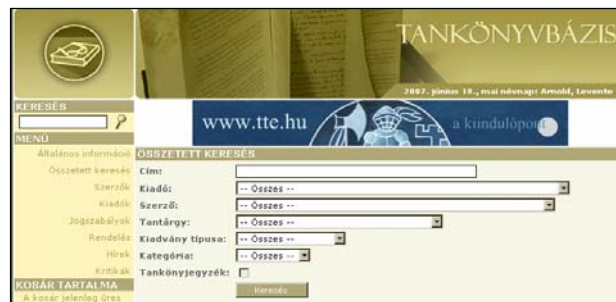 TANKÖNYVBÁZIS
2007. június 18., mai névnap: Arnold, Levente
KERESÉS
www.tte.hu
a kiindulópont
MENÜ
Általános információ
Összetett keresés
Szerzők
Kiadók
Jogszabályok
Rendelés
Hírek
Kritikák
KOSÁR TARTALMA
A kosár jelenleg üres
ÖSSZETETT KERESÉS
Cím:
Kiadó: -- Összes --
Szerző: -- Összes --
Tantárgy: -- Összes --
Kiadvány típusa: -- Összes --
Kategória: -- Összes --
Tankönyjegyzék:
Keresés